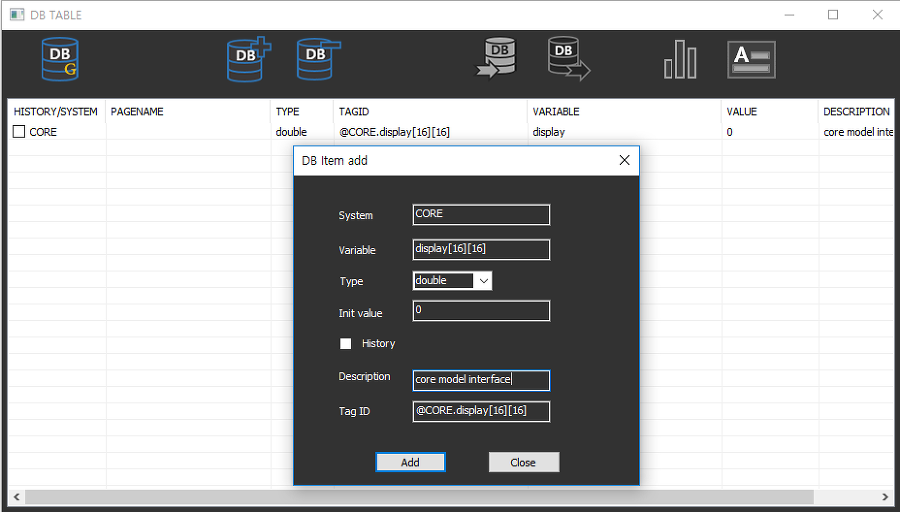 DB TABLE
DB G DB DB DB DB A
HISTORY/SYSTEM PAGENAME TYPE TAGID VARIABLE VALUE DESCRIPTION
CORE double @CORE.display[16][16] display 0 core model inte
DB Item add
System CORE
Variable display[16][16]
Type double
Init value 0
History
Description core model interface
Tag ID @CORE.display[16][16]
Add Close